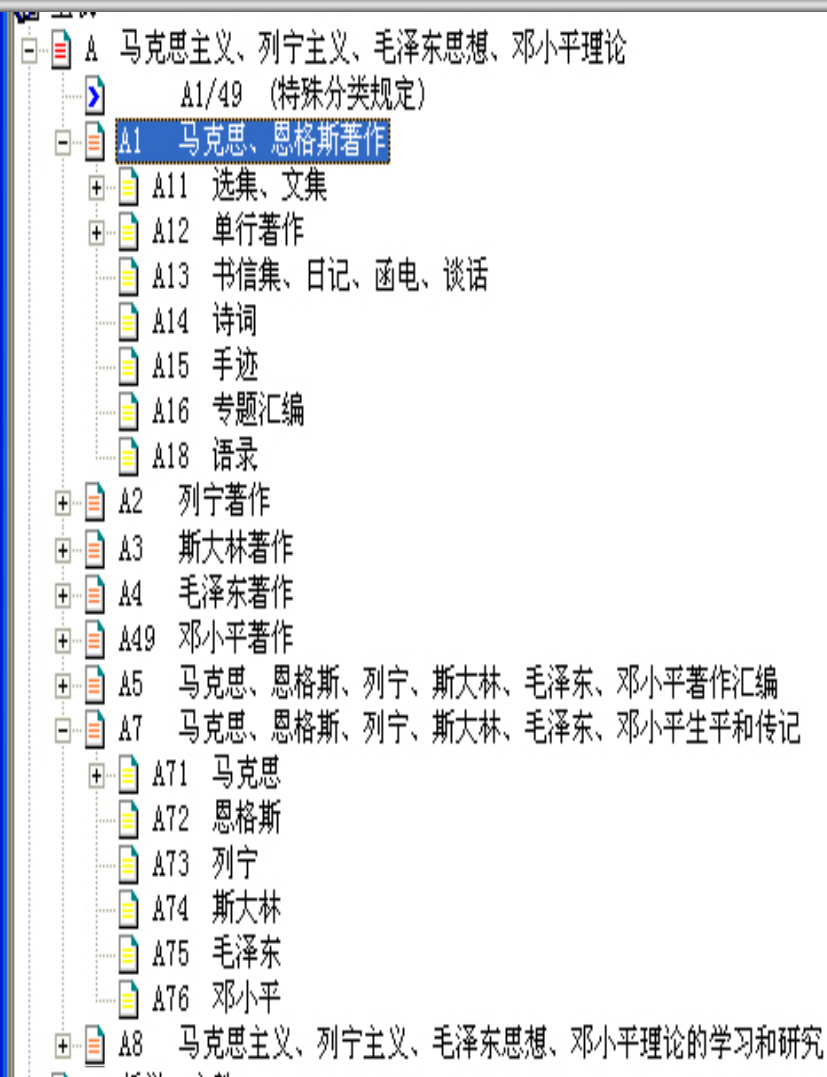 A 马克思主义、列宁主义、毛泽东思想、邓小平理论
A1/49 (特殊分类规定)
A1 马克思、恩格斯著作
A11 选集、文集
A12 单行著作
A13 书信集、日记、函电、谈话
A14 诗词
A15 手迹
A16 专题汇编
A18 语录
A2 列宁著作
A3 斯大林著作
A4 毛泽东著作
A49 邓小平著作
A5 马克思、恩格斯、列宁、斯大林、毛泽东、邓小平著作汇编
A7 马克思、恩格斯、列宁、斯大林、毛泽东、邓小平生平和传记
A71 马克思
A72 恩格斯
A73 列宁
A74 斯大林
A75 毛泽东
A76 邓小平
A8 马克思主义、列宁主义、毛泽东思想、邓小平理论的学习和研究